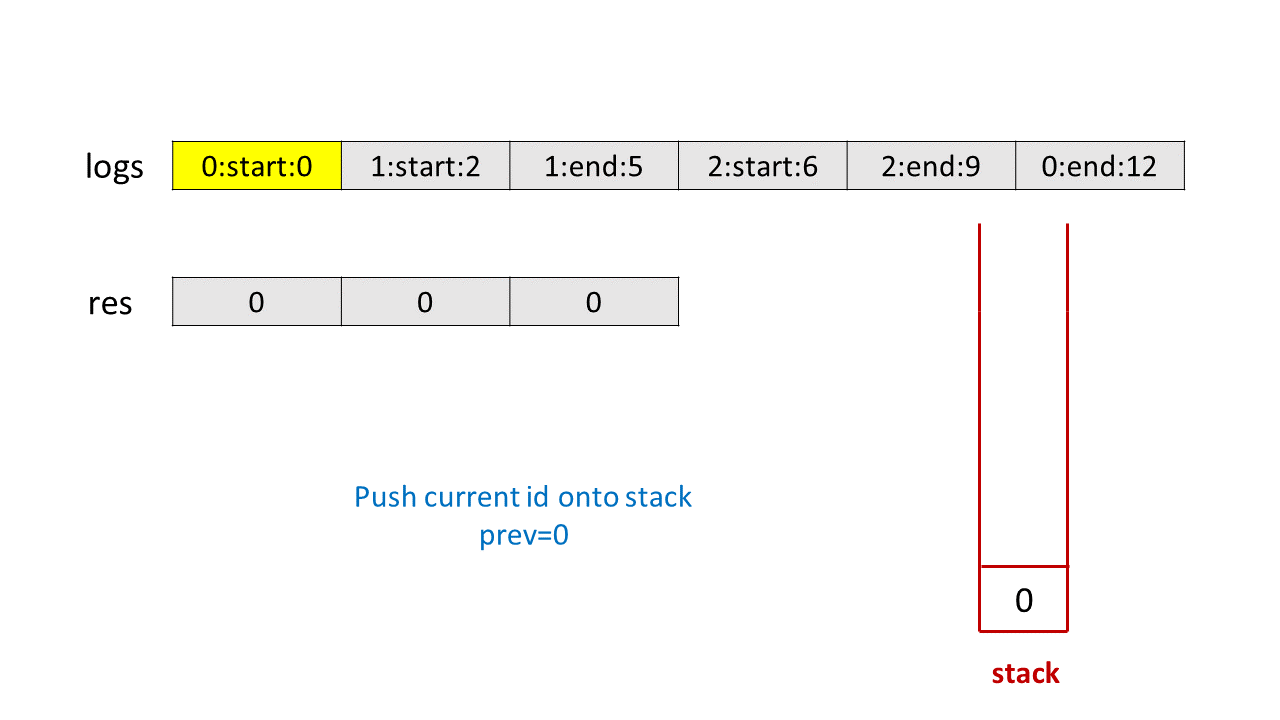 logs 0:start:0 1:start:2 1:end:5 2:start:6 2:end:9 0:end:12
res 0 0 0
Push current id onto stack
prev=0
0
stack